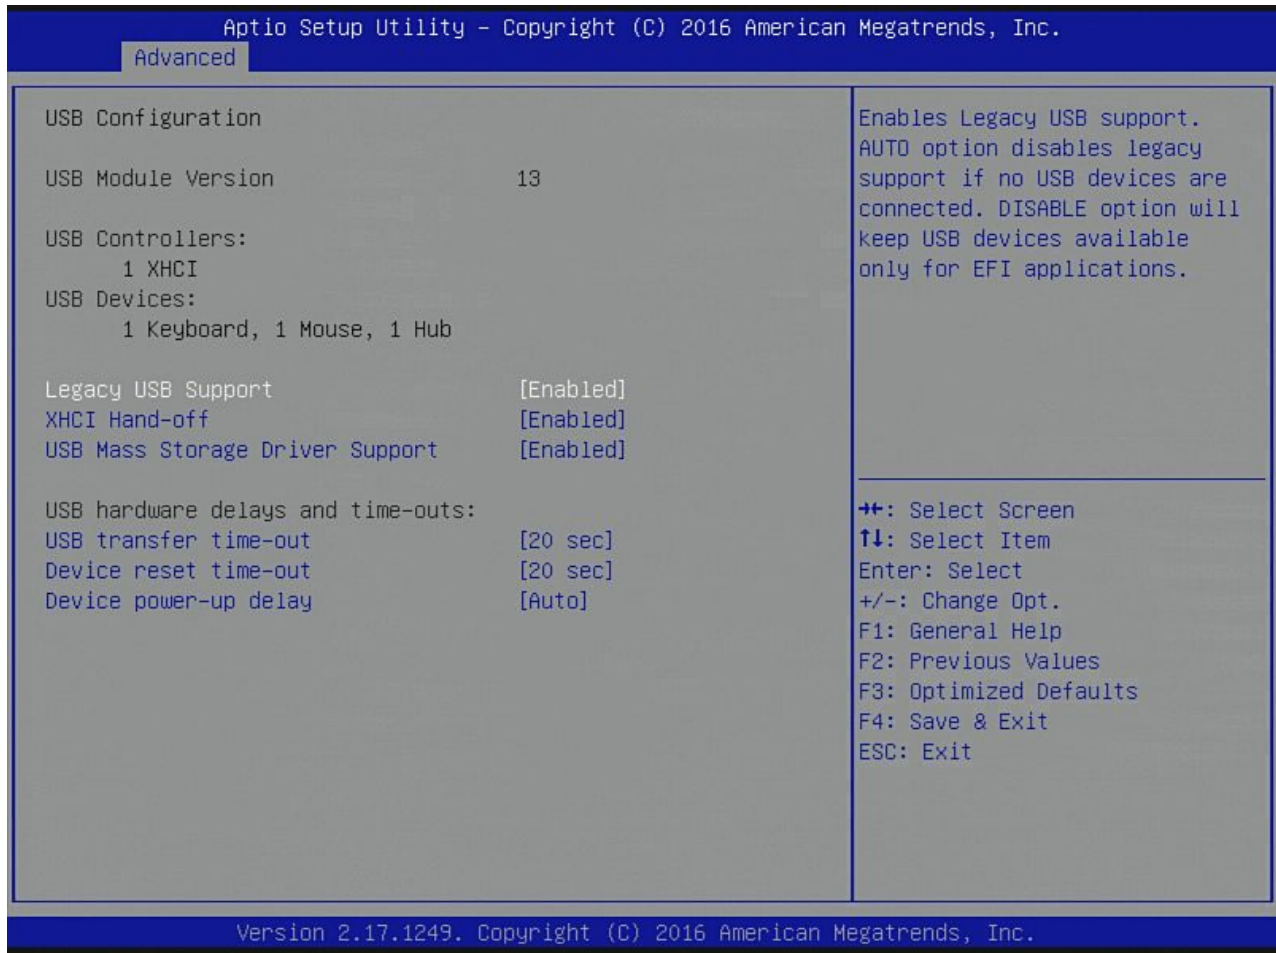 Aptio Setup Utility – Copyright (C) 2016 American Megatrends, Inc.
Advanced
USB Configuration
USB Module Version 13
USB Controllers:
1 XHCI
USB Devices:
1 Keyboard, 1 Mouse, 1 Hub
Legacy USB Support [Enabled]
XHCI Hand-off [Enabled]
USB Mass Storage Driver Support [Enabled]
USB hardware delays and time-outs:
USB transfer time-out [20 sec]
Device reset time-out [20 sec]
Device power-up delay [Auto]
Enables Legacy USB support.
AUTO option disables legacy
support if no USB devices are
connected. DISABLE option will
keep USB devices available
only for EFI applications.
→←: Select Screen
↑↓: Select Item
Enter: Select
+/-: Change Opt.
F1: General Help
F2: Previous Values
F3: Optimized Defaults
F4: Save & Exit
ESC: Exit
Version 2.17.1249. Copyright (C) 2016 American Megatrends, Inc.